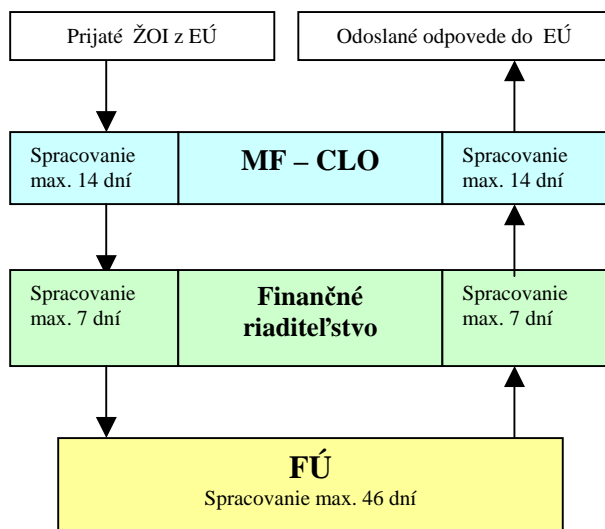 Prijaté ŽOI z EÚ
Odoslané odpovede do EÚ
Spracovanie
max. 14 dní
MF – CLO
Spracovanie
max. 14 dní
Spracovanie
max. 7 dní
Finančné
riaditeľstvo
Spracovanie
max. 7 dní
FÚ
Spracovanie max. 46 dní